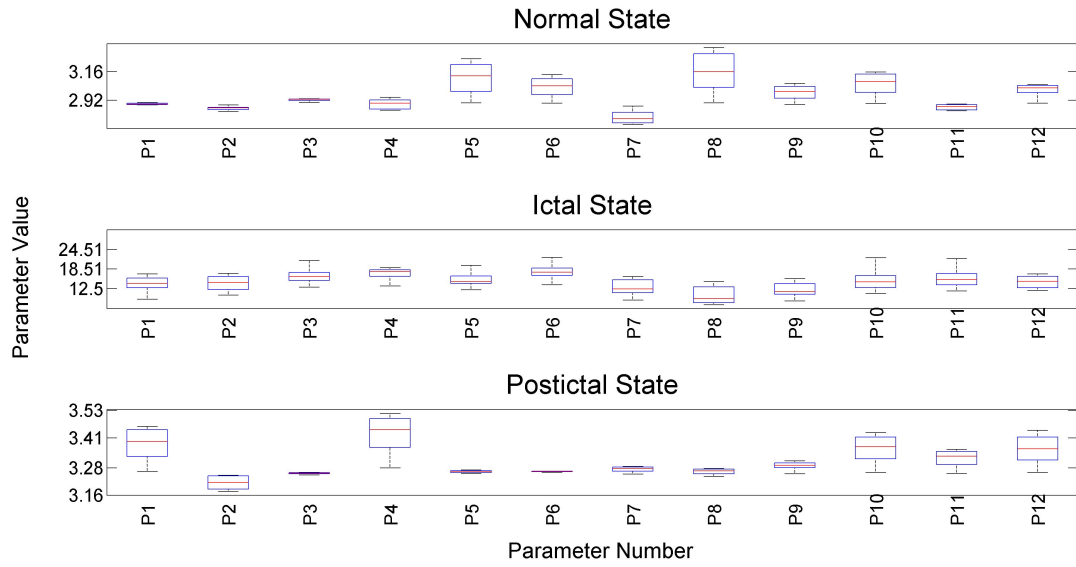 Normal State
3.16
2.92
P1 P2 P3 P4 P5 P6 P7 P8 P9 P10 P11 P12
Ictal State
Parameter Value
24.51
18.51
12.5
P1 P2 P3 P4 P5 P6 P7 P8 P9 P10 P11 P12
Postictal State
3.53
3.41
3.28
3.16
P1 P2 P3 P4 P5 P6 P7 P8 P9 P10 P11 P12
Parameter Number